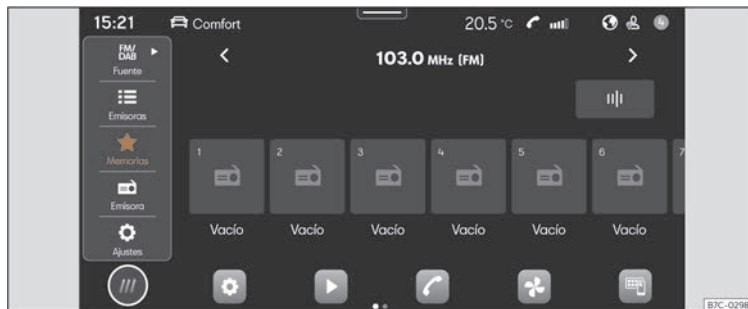 15:21 Comfort 20.5 °C 4
FM/
DAB
Fuente
103.0 MHz (FM)
Emisoras
Memorias
1 2 3 4 5 6 7
Emisora
Vacío Vacío Vacío Vacío Vacío Vacío
Ajustes
B7C-0298